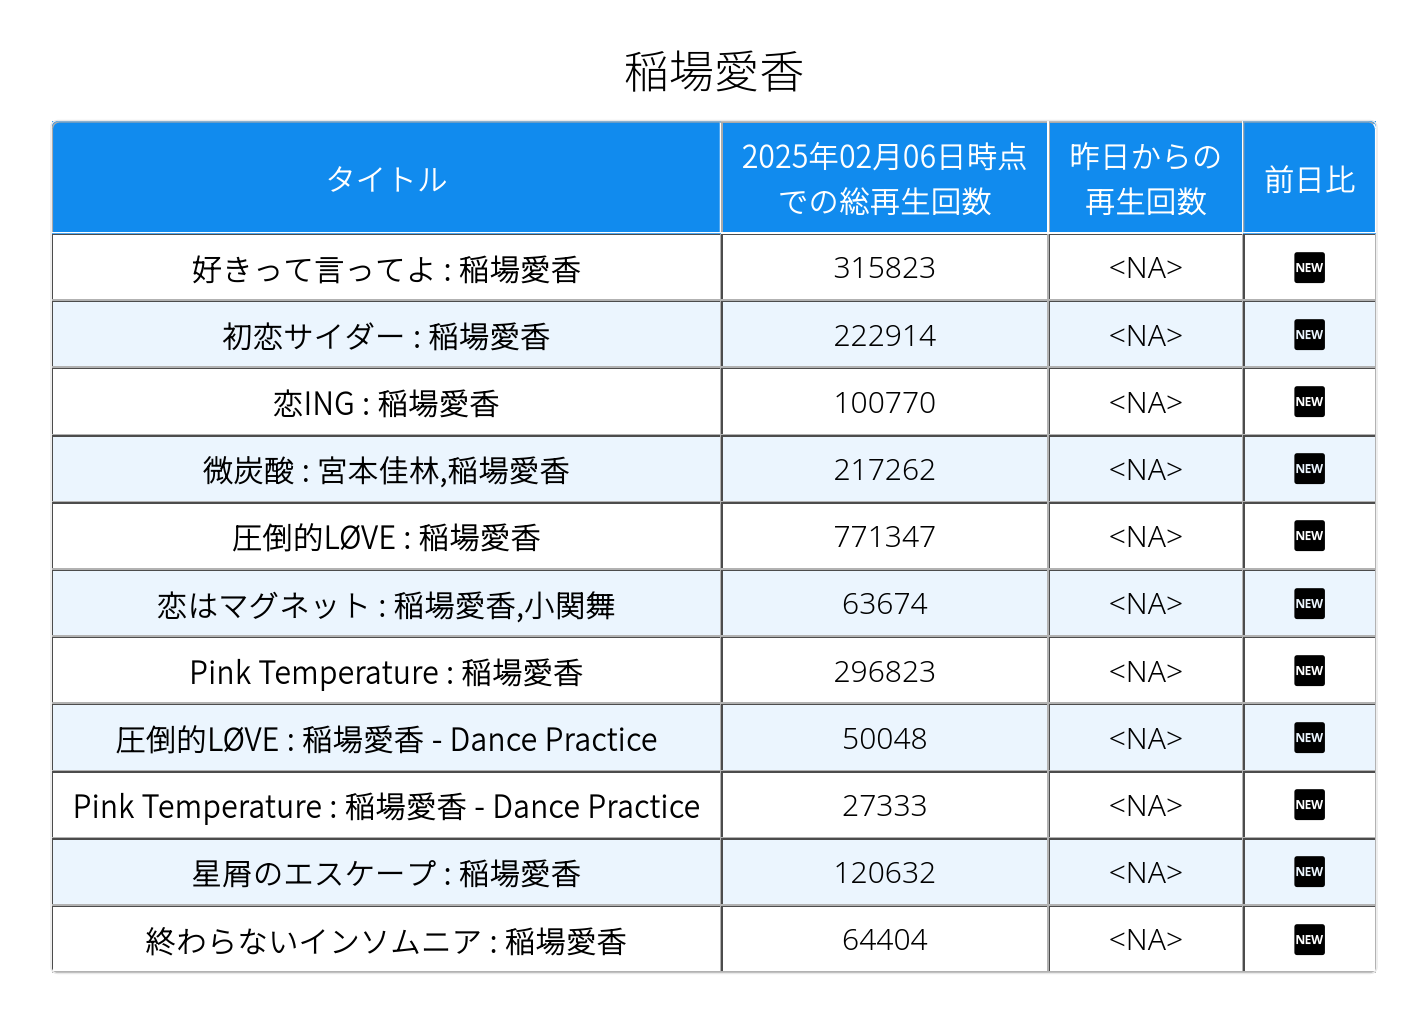 稲場愛香
タイトル 2025年02月06日時点での総再生回数 昨日からの再生回数 前日比
好きって言ってよ : 稲場愛香 315823 <NA> NEW
初恋サイダー : 稲場愛香 222914 <NA> NEW
恋ING : 稲場愛香 100770 <NA> NEW
微炭酸 : 宮本佳林,稲場愛香 217262 <NA> NEW
圧倒的LØVE : 稲場愛香 771347 <NA> NEW
恋はマグネット : 稲場愛香,小関舞 63674 <NA> NEW
Pink Temperature : 稲場愛香 296823 <NA> NEW
圧倒的LØVE : 稲場愛香 - Dance Practice 50048 <NA> NEW
Pink Temperature : 稲場愛香 - Dance Practice 27333 <NA> NEW
星屑のエスケープ : 稲場愛香 120632 <NA> NEW
終わらないインソムニア : 稲場愛香 64404 <NA> NEW